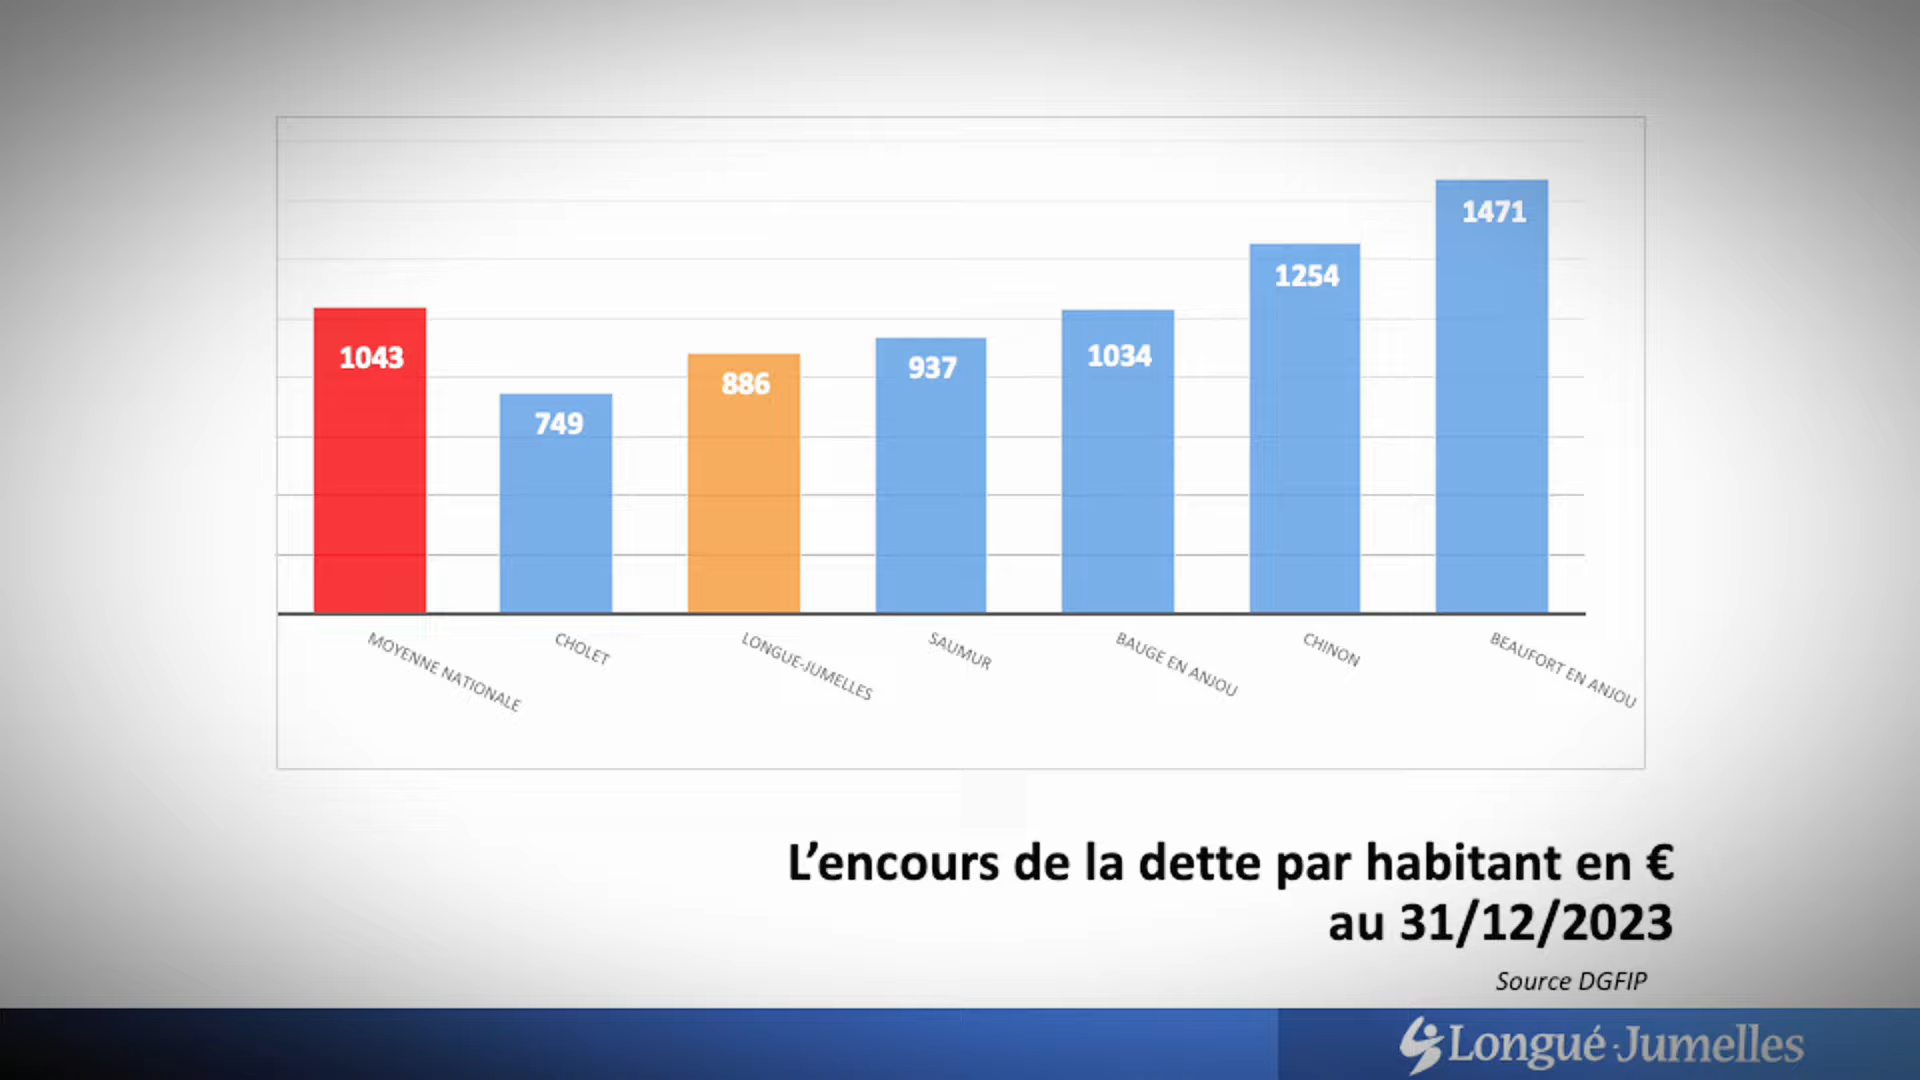 1043
749
886
937
1034
1254
1471
MOYENNE NATIONALE
CHOLET
LONGUE-JUMELLES
SAUMUR
BAUGE EN ANJOU
CHINON
BEAUFORT EN ANJOU
L’encours de la dette par habitant en €
au 31/12/2023
Source DGFIP
Longué-Jumelles